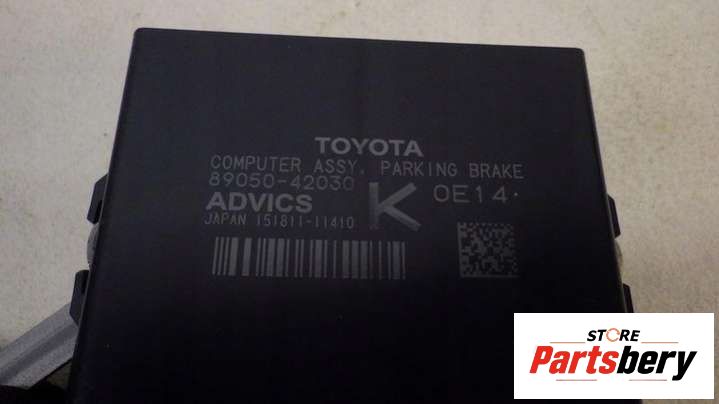 TOYOTA
COMPUTER ASSY, PARKING BRAKE
89050-42030
ADVICS K 0E14·
JAPAN 151811-11410
STORE
Partsbery